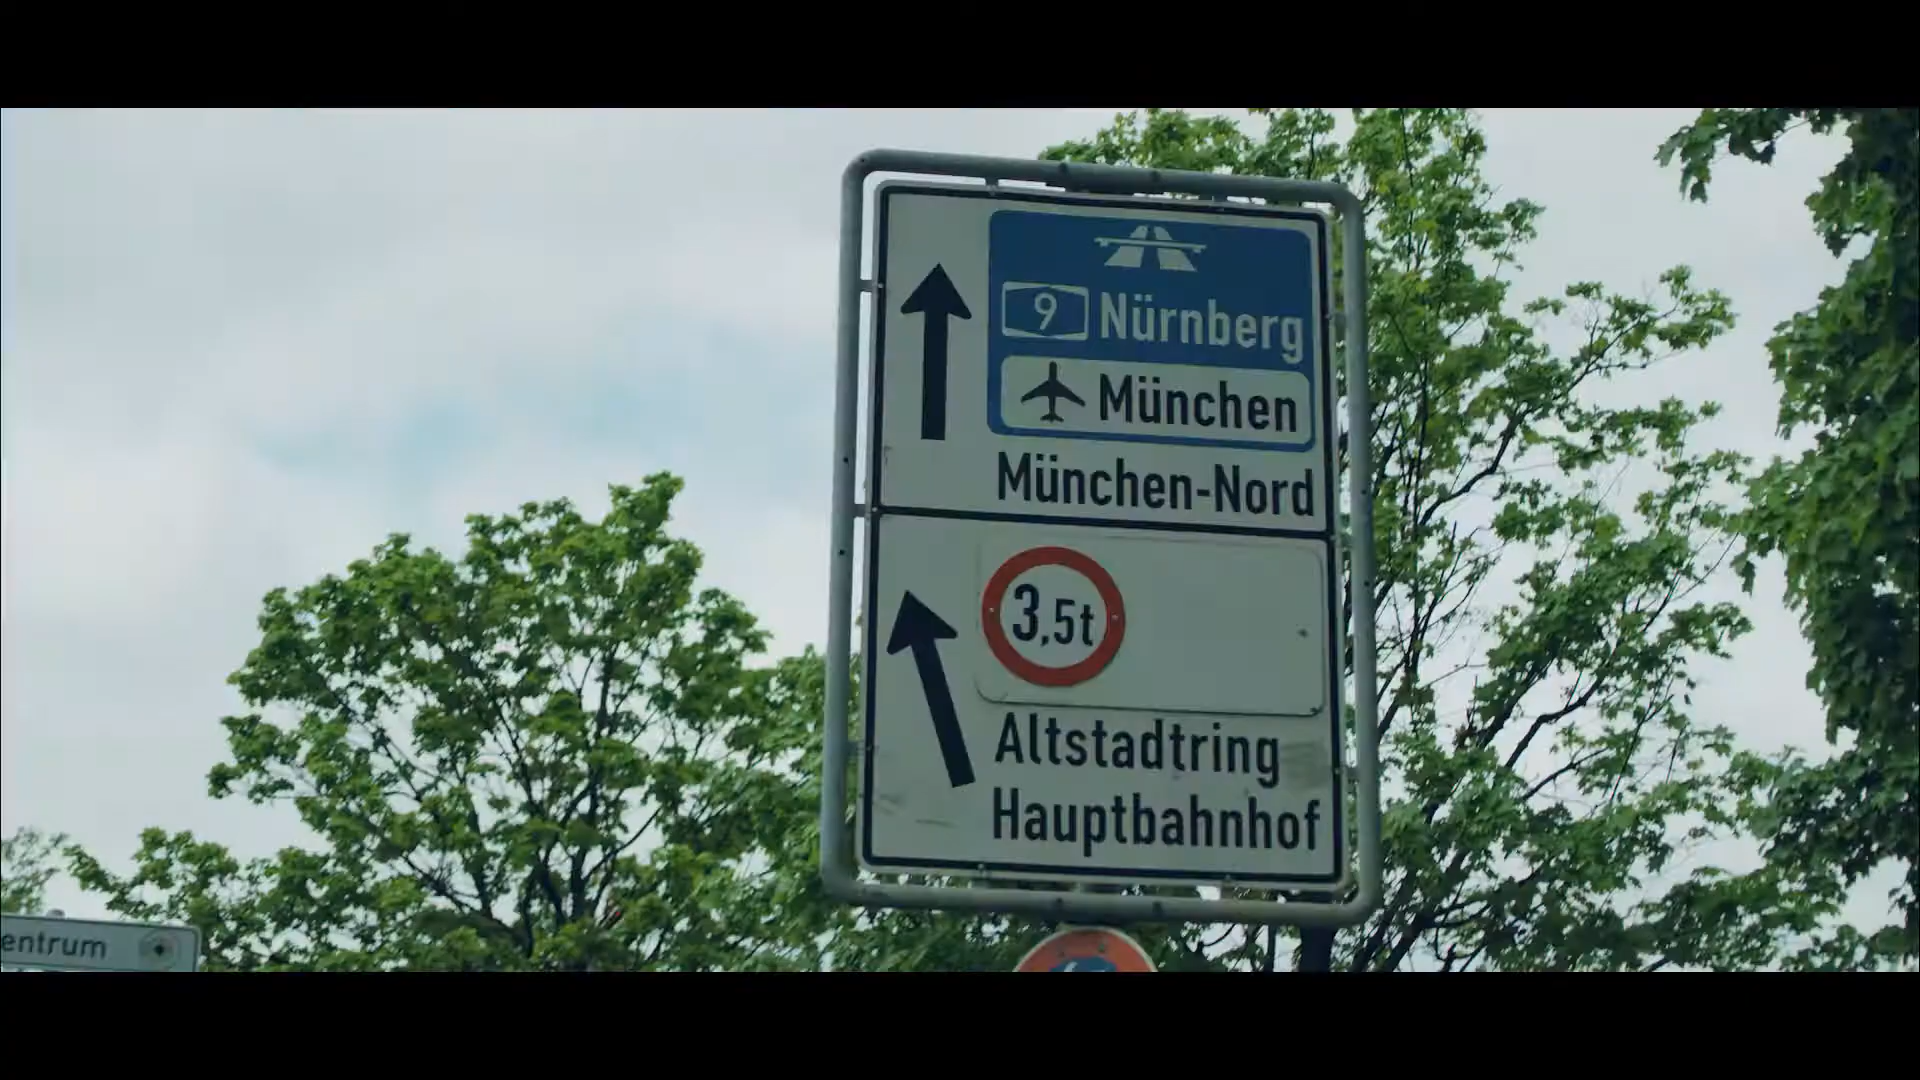 9 Nürnberg
München
München-Nord
3,5t
Altstadtring
Hauptbahnhof
entrum